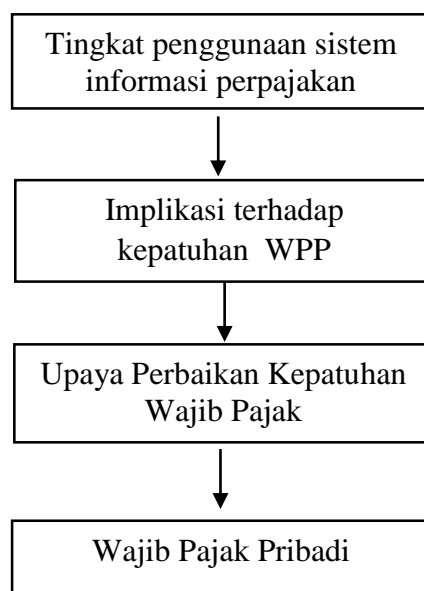 Tingkat penggunaan sistem
informasi perpajakan
Implikasi terhadap
kepatuhan WPP
Upaya Perbaikan Kepatuhan
Wajib Pajak
Wajib Pajak Pribadi